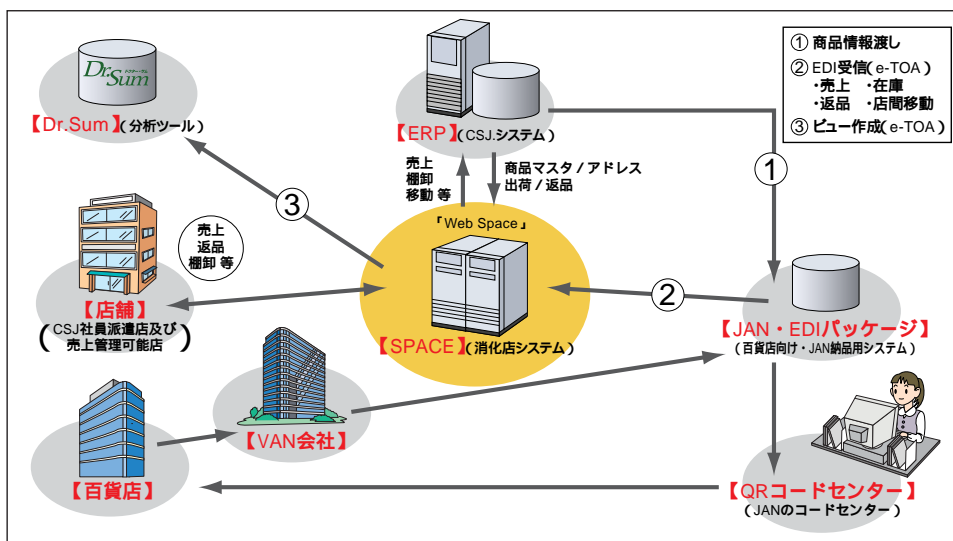 ① 商品情報渡し
② EDI受信(e-TOA)
・売上 ・在庫
・返品 ・店間移動
③ ビュー作成(e-TOA)
Dr.Sum
ドクター・サム
【Dr.Sum】(分析ツール)
【ERP】(CSJ.システム)
売上
棚卸
移動 等
商品マスタ / アドレス
出荷 / 返品
①
③
「Web Space」
売上
返品
棚卸 等
②
【店舗】
(CSJ社員派遣店及び
売上管理可能店)
【SPACE】(消化店システム)
【JAN・EDIパッケージ】
(百貨店向け・JAN納品用システム)
【VAN会社】
【百貨店】
【QRコードセンター】
(JANのコードセンター)